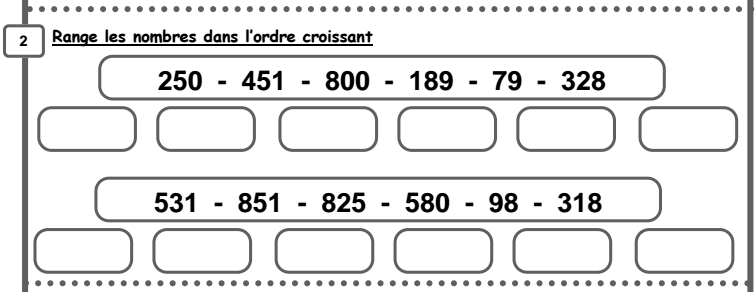 2 Range les nombres dans l'ordre croissant
250 - 451 - 800 - 189 - 79 - 328
531 - 851 - 825 - 580 - 98 - 318